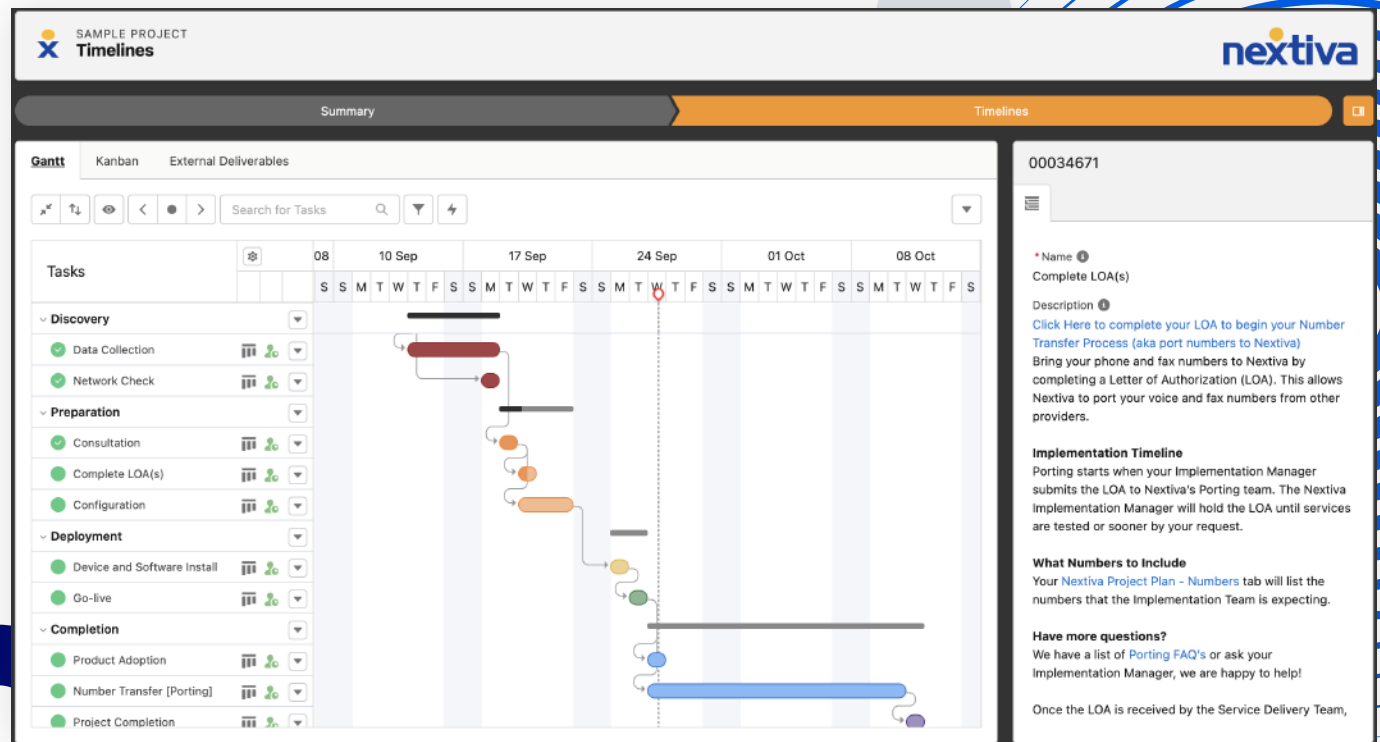 SAMPLE PROJECT
Timelines
nextiva
Summary
Timelines
Gantt
Kanban
External Deliverables
Search for Tasks
Tasks
08
10 Sep
17 Sep
24 Sep
01 Oct
08 Oct
S S M T W T F S S M T W T F S S M T W T F S S M T W T F S S M T W T F S
Discovery
Data Collection
Network Check
Preparation
Consultation
Complete LOA(s)
Configuration
Deployment
Device and Software Install
Go-live
Completion
Product Adoption
Number Transfer [Porting]
Project Completion
00034671
* Name
Complete LOA(s)
Description
Click Here to complete your LOA to begin your Number
Transfer Process (aka port numbers to Nextiva)
Bring your phone and fax numbers to Nextiva by
completing a Letter of Authorization (LOA). This allows
Nextiva to port your voice and fax numbers from other
providers.
Implementation Timeline
Porting starts when your Implementation Manager
submits the LOA to Nextiva's Porting team. The Nextiva
Implementation Manager will hold the LOA until services
are tested or sooner by your request.
What Numbers to Include
Your Nextiva Project Plan - Numbers tab will list the
numbers that the Implementation Team is expecting.
Have more questions?
We have a list of Porting FAQ's or ask your
Implementation Manager, we are happy to help!
Once the LOA is received by the Service Delivery Team,